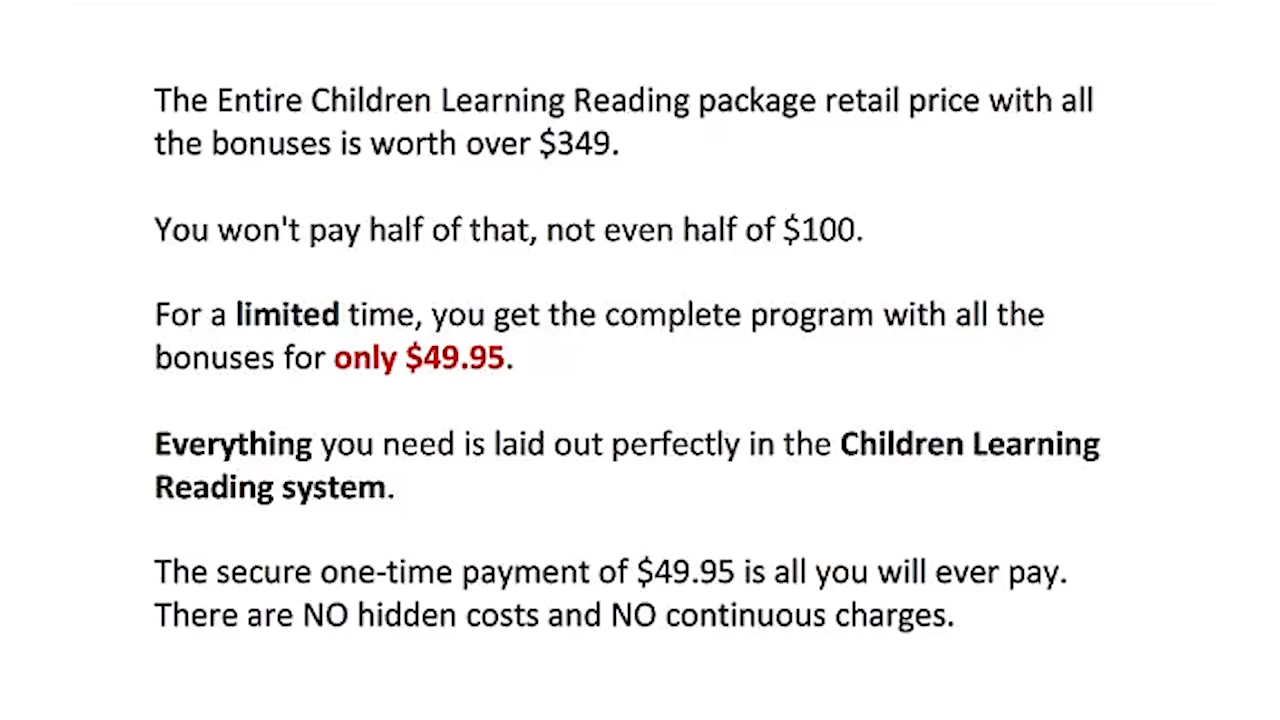 The Entire Children Learning Reading package retail price with all
the bonuses is worth over $349.
You won't pay half of that, not even half of $100.
For a limited time, you get the complete program with all the
bonuses for only $49.95.
Everything you need is laid out perfectly in the Children Learning
Reading system.
The secure one-time payment of $49.95 is all you will ever pay.
There are NO hidden costs and NO continuous charges.